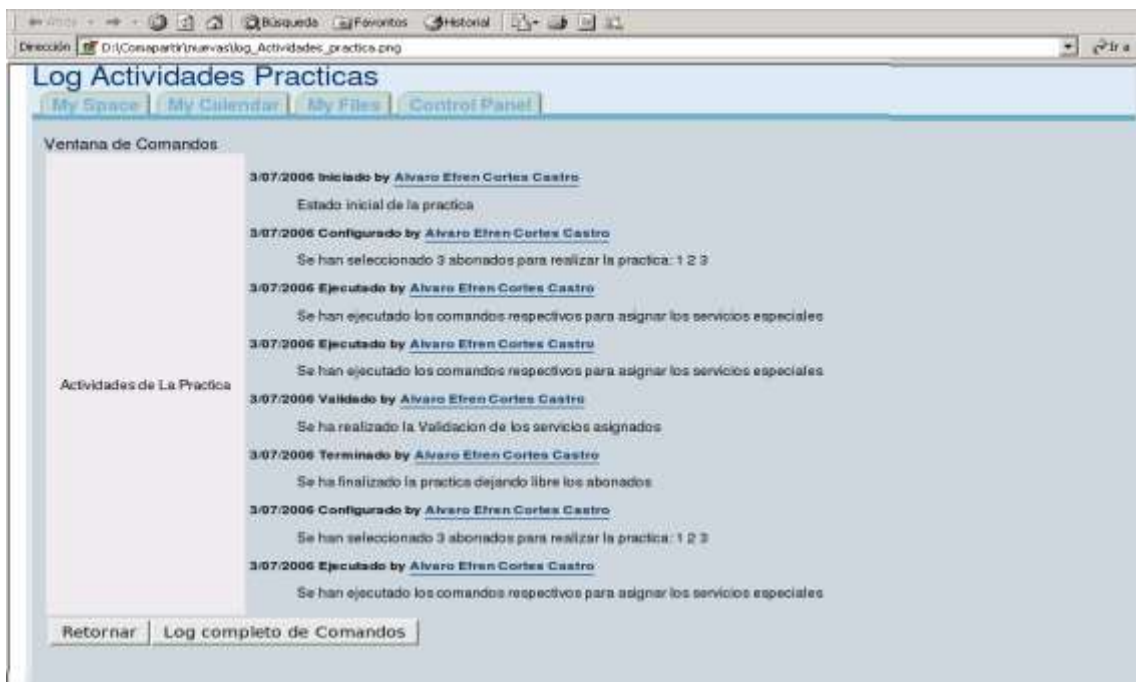 Búsqueda Favoritos Historial
Dirección D:\Comapartir\nuevas\log_Actividades_practica.png Ir a
Log Actividades Practicas
My Space My Calendar My Files Control Panel
Ventana de Comandos
3/07/2006 Iniciado by Alvaro Efren Cortes Castro
Estado inicial de la practica
3/07/2006 Configurado by Alvaro Efren Cortes Castro
Se han seleccionado 3 abonados para realizar la practica: 1 2 3
3/07/2006 Ejecutado by Alvaro Efren Cortes Castro
Se han ejecutado los comandos respectivos para asignar los servicios especiales
3/07/2006 Ejecutado by Alvaro Efren Cortes Castro
Se han ejecutado los comandos respectivos para asignar los servicios especiales
Actividades de La Practica
3/07/2006 Validado by Alvaro Efren Cortes Castro
Se ha realizado la Validacion de los servicios asignados
3/07/2006 Terminado by Alvaro Efren Cortes Castro
Se ha finalizado la practica dejando libre los abonados
3/07/2006 Configurado by Alvaro Efren Cortes Castro
Se han seleccionado 3 abonados para realizar la practica: 1 2 3
3/07/2006 Ejecutado by Alvaro Efren Cortes Castro
Se han ejecutado los comandos respectivos para asignar los servicios especiales
Retornar Log completo de Comandos